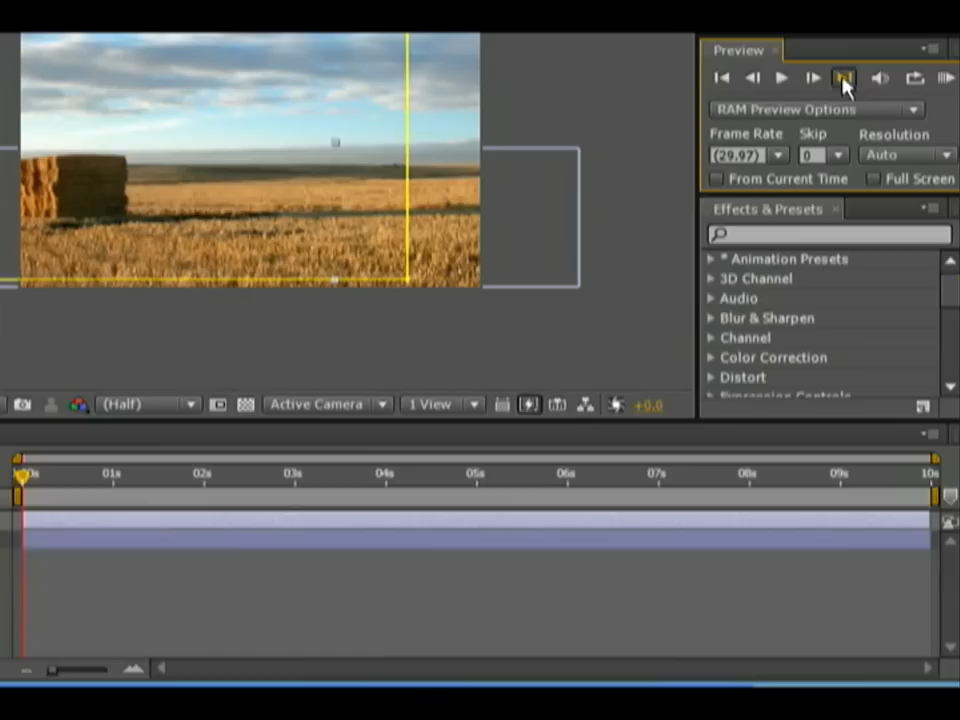 Preview
RAM Preview Options
Frame Rate Skip Resolution
(29.97) 0 Auto
From Current Time Full Screen
Effects & Presets
* Animation Presets
3D Channel
Audio
Blur & Sharpen
Channel
Color Correction
Distort
Expression Controls
(Half) Active Camera 1 View +0.0
01s 02s 03s 04s 05s 06s 07s 08s 09s 10s